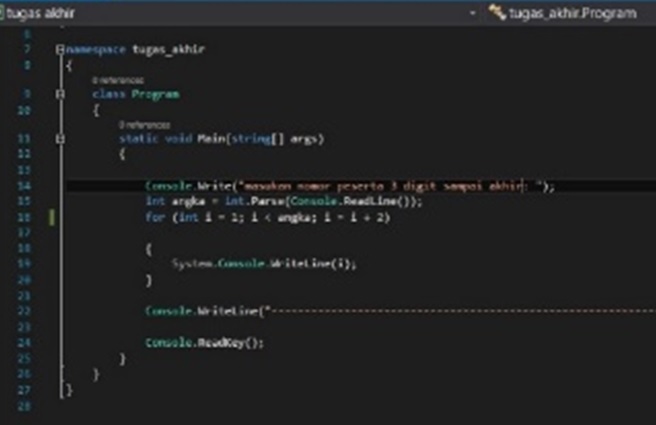 tugas akhir tugas_akhir.Program
6
7 namespace tugas_akhir
8 {
0 references
9 class Program
10 {
0 references
11 static void Main(string[] args)
12 {
13
14 Console.Write("masukan nomor peserta 3 digit sampai akhir: ");
15 int angka = int.Parse(Console.ReadLine());
16 for (int i = 1; i < angka; i = i + 2)
17
18 {
19 System.Console.WriteLine(i);
20 }
21
22 Console.WriteLine("--------------------------------------------------------
23
24 Console.ReadKey();
25 }
26 }
27 }
28